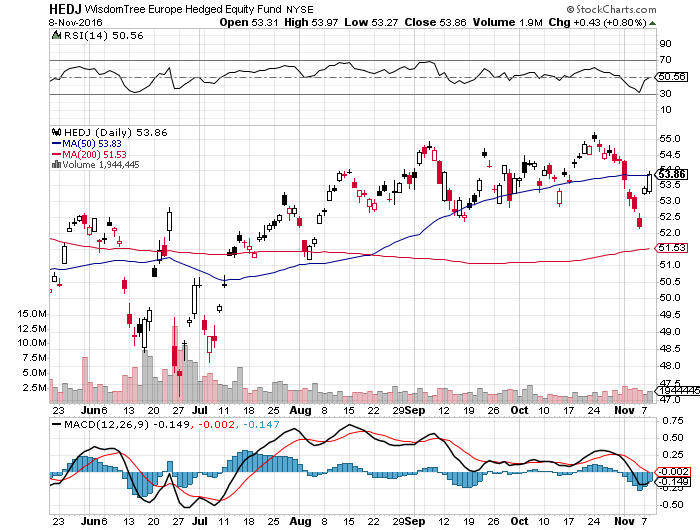 HEDJ WisdomTree Europe Hedged Equity Fund NYSE © StockCharts.com
8-Nov-2016 Open 53.31 High 53.97 Low 53.27 Close 53.86 Volume 1.9M Chg +0.43 (+0.80%)
RSI(14) 50.56
90
70
50.56
30
10
HEDJ (Daily) 53.86
MA(50) 53.83
MA(200) 51.53
Volume 1,944,445
55.0
54.5
53.86
53.5
53.0
52.5
52.0
51.53
51.0
50.5
50.0
49.5
49.0
48.5
48.0
47.5
47.0
15.0M
12.5M
10.0M
7.5M
5.0M
2.5M
1944445
23 Jun 6 13 20 27 Jul 11 18 25 Aug 8 15 22 29 Sep 12 19 26 Oct 10 17 24 Nov 7
MACD(12,26,9) -0.149, -0.002, -0.147
0.75
0.50
0.25
-0.002
-0.149
-0.25
-0.50
23 Jun 6 13 20 27 Jul 11 18 25 Aug 8 15 22 29 Sep 12 19 26 Oct 10 17 24 Nov 7